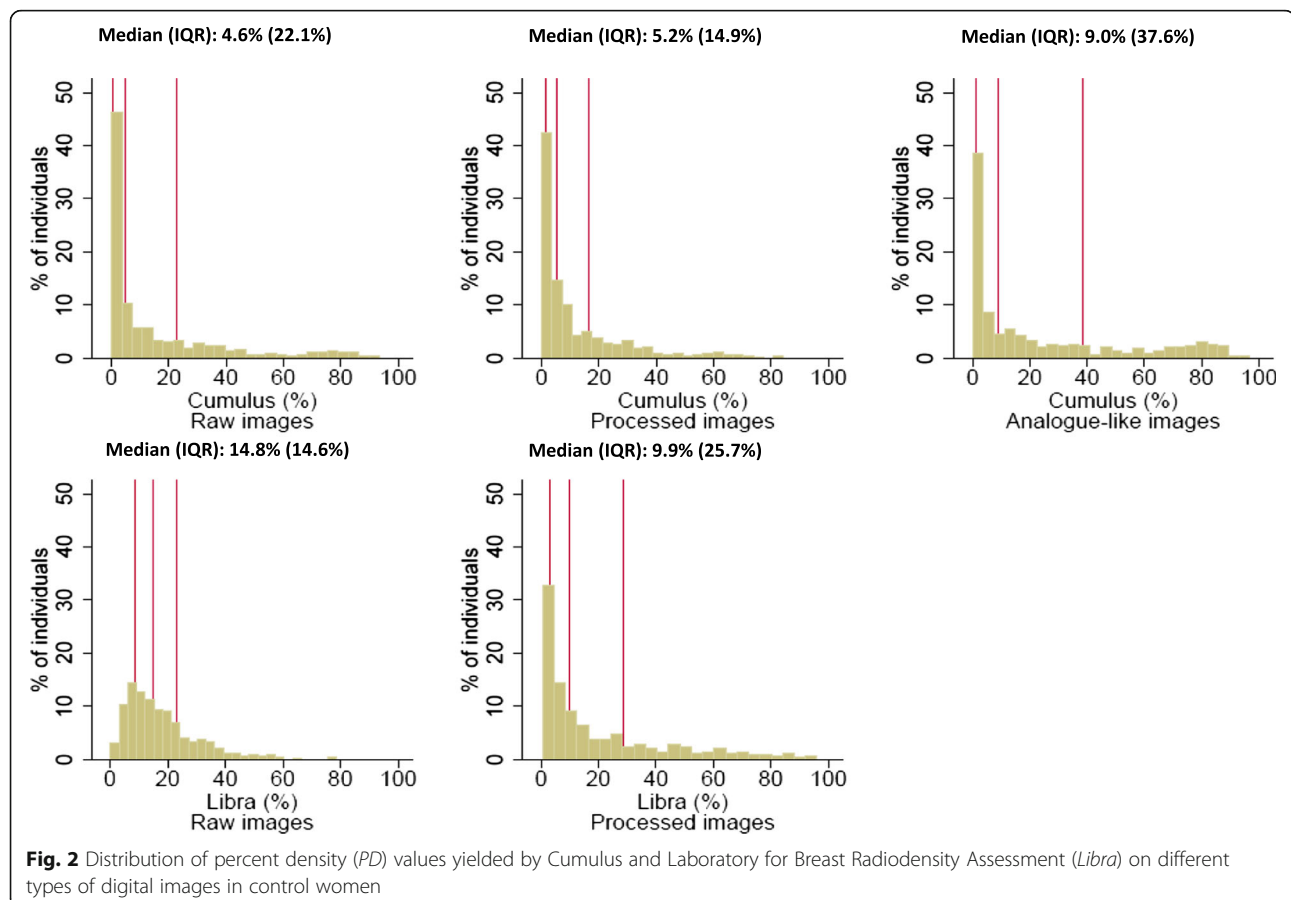 Median (IQR): 4.6% (22.1%)
Median (IQR): 5.2% (14.9%)
Median (IQR): 9.0% (37.6%)
% of individuals
50
40
30
20
10
0
0 20 40 60 80 100
Cumulus (%)
Raw images
% of individuals
50
40
30
20
10
0
0 20 40 60 80 100
Cumulus (%)
Processed images
% of individuals
50
40
30
20
10
0
0 20 40 60 80 100
Cumulus (%)
Analogue-like images
Median (IQR): 14.8% (14.6%)
Median (IQR): 9.9% (25.7%)
% of individuals
50
40
30
20
10
0
0 20 40 60 80 100
Libra (%)
Raw images
% of individuals
50
40
30
20
10
0
0 20 40 60 80 100
Libra (%)
Processed images
Fig. 2 Distribution of percent density (PD) values yielded by Cumulus and Laboratory for Breast Radiodensity Assessment (Libra) on different
types of digital images in control women